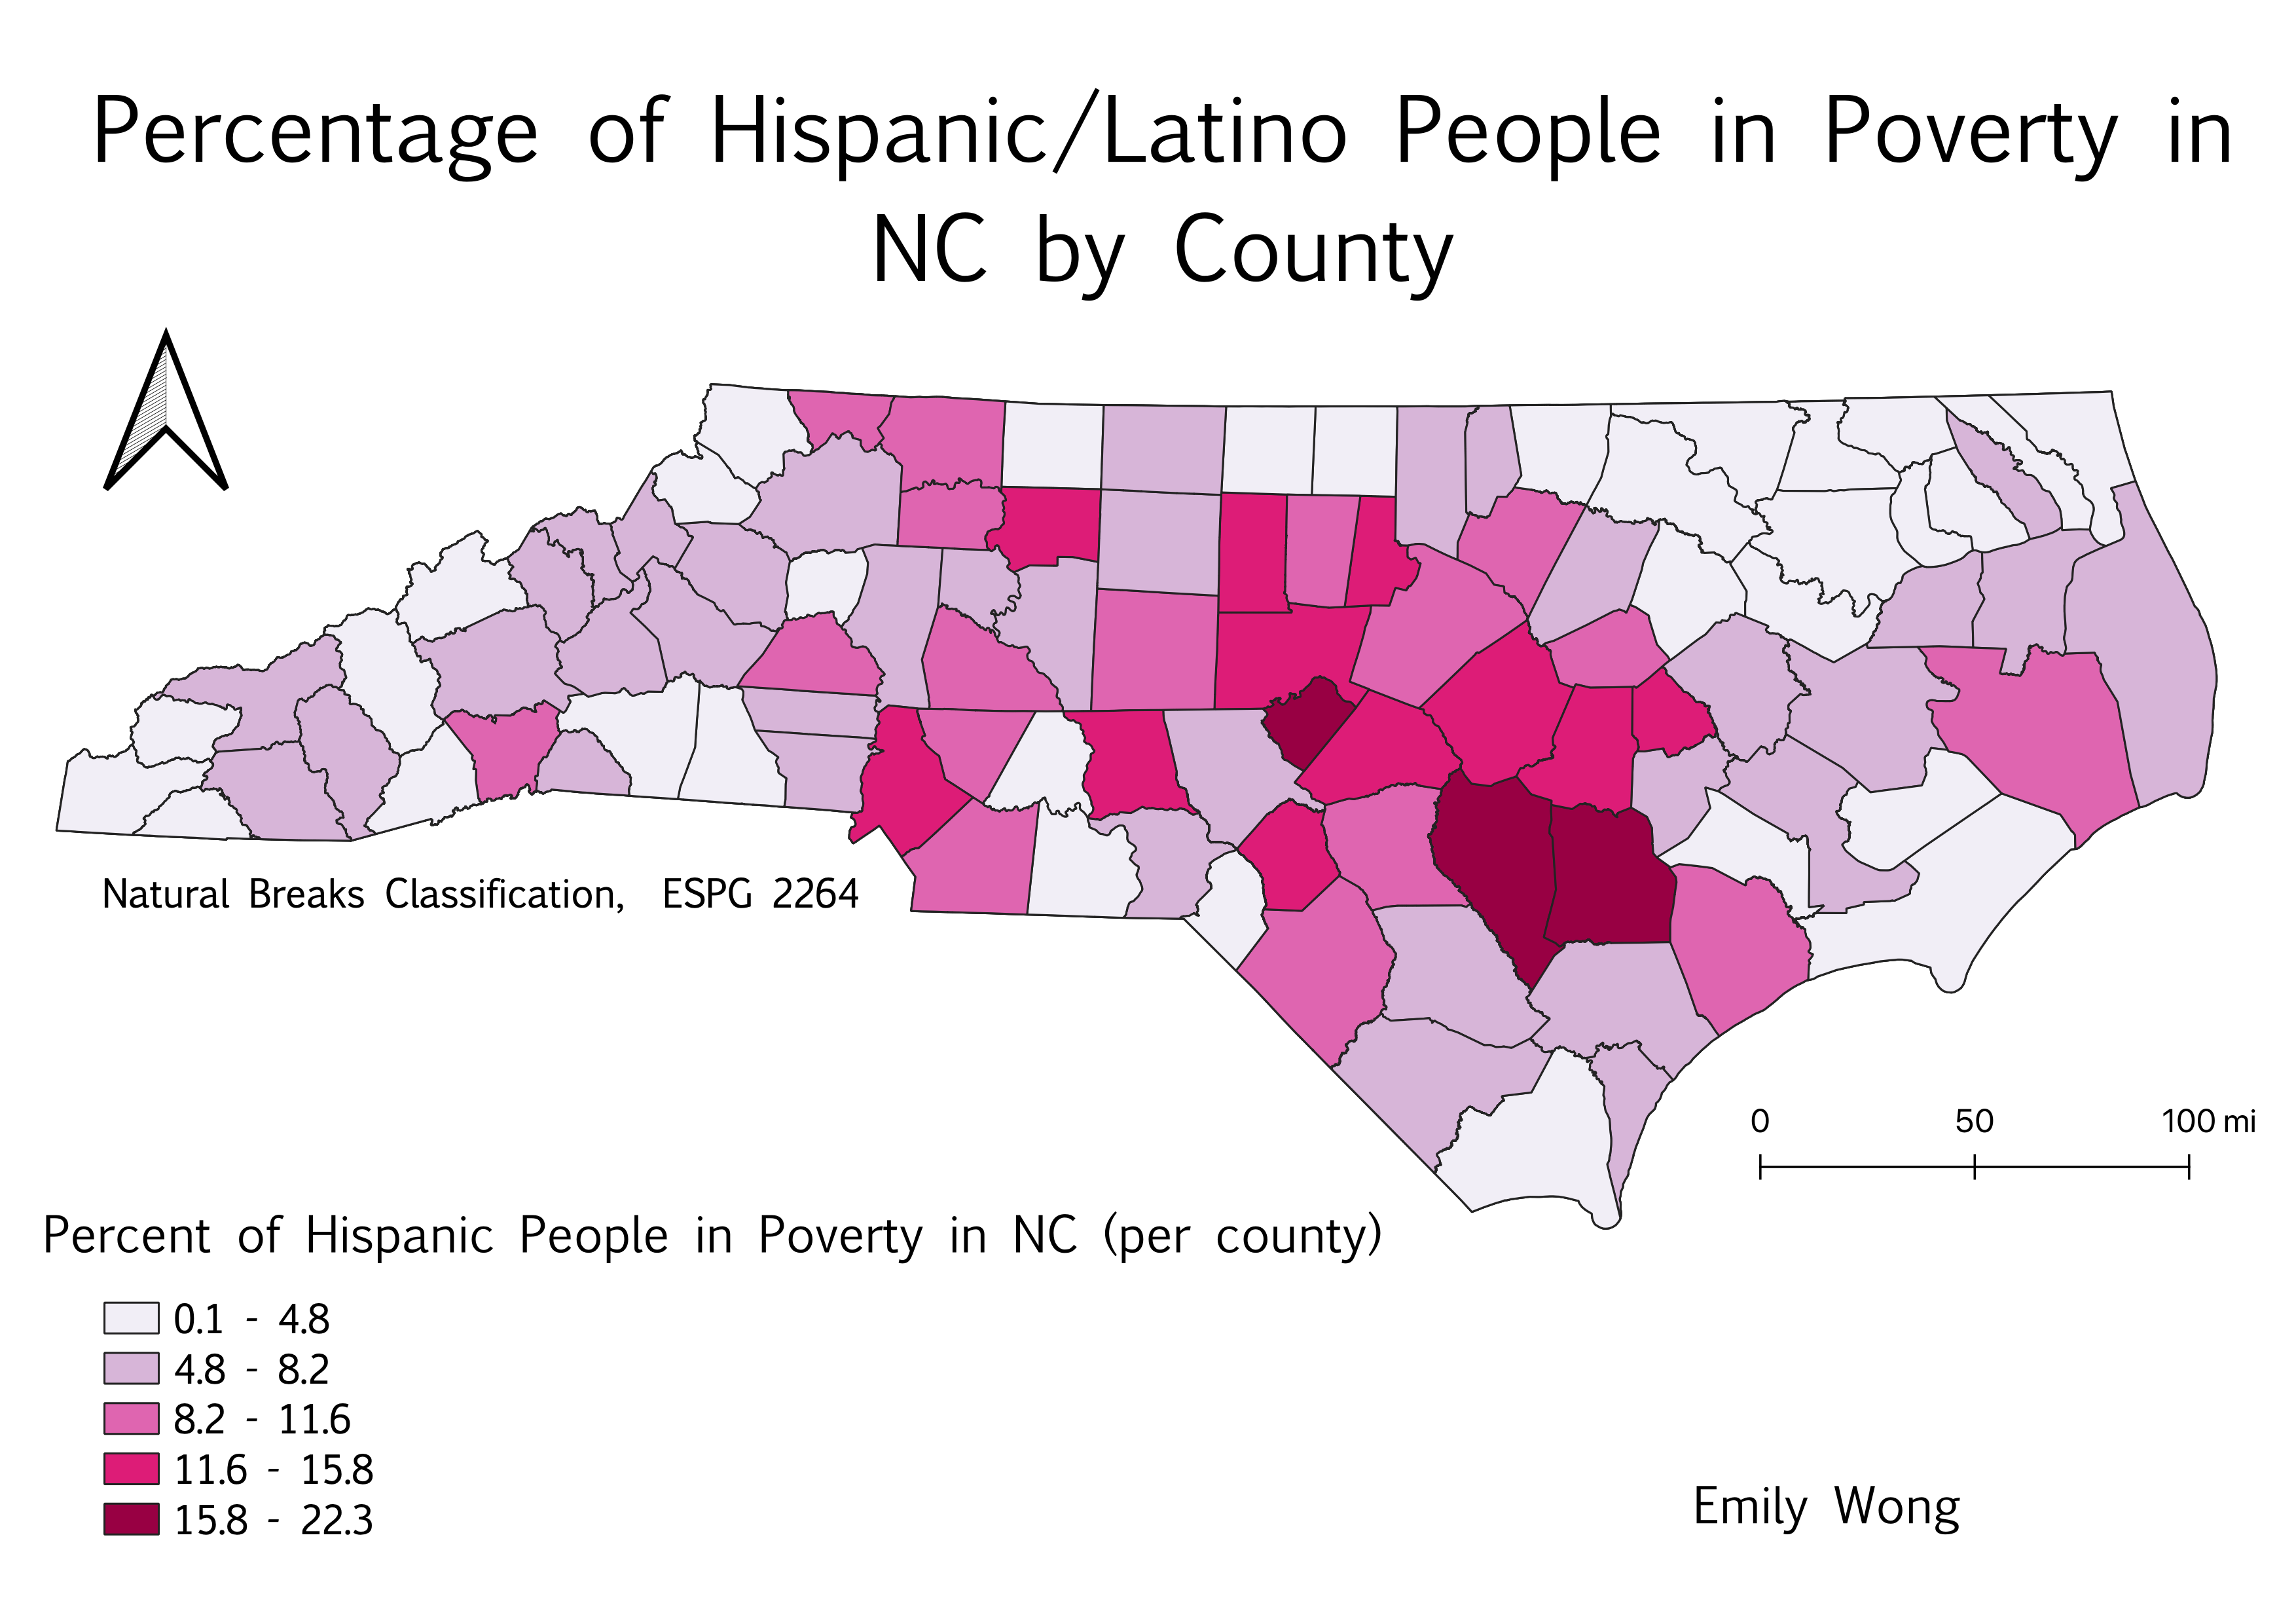 Percentage of Hispanic/Latino People in Poverty in
NC by County
Natural Breaks Classification, ESPG 2264
0 50 100 mi
Percent of Hispanic People in Poverty in NC (per county)
0.1 - 4.8
4.8 - 8.2
8.2 - 11.6
11.6 - 15.8
15.8 - 22.3
Emily Wong